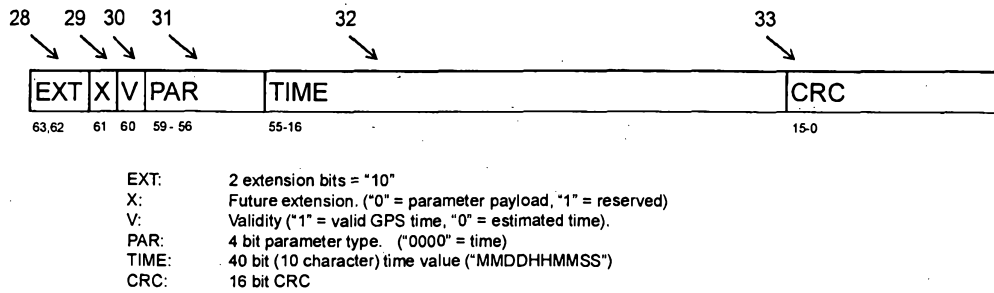 28 29 30 31 32 33
EXT X V PAR TIME CRC
63,62 61 60 59 - 56 55-16 15-0
EXT: 2 extension bits = "10"
X: Future extension. ("0" = parameter payload, "1" = reserved)
V: Validity ("1" = valid GPS time, "0" = estimated time).
PAR: 4 bit parameter type. ("0000" = time)
TIME: 40 bit (10 character) time value ("MMDDHHMMSS")
CRC: 16 bit CRC